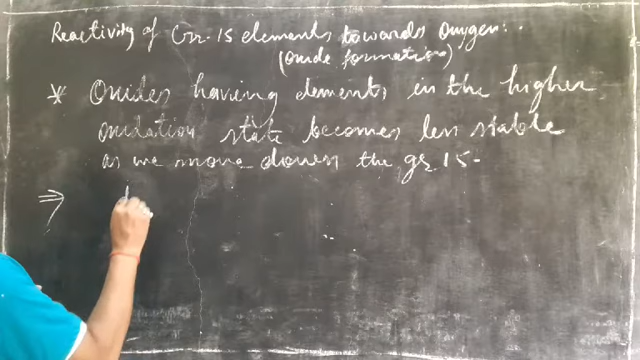 Reactivity of Gr. 15 elements towards Oxygen:.
(Oxide formation)
* Oxides having elements in the higher
oxidation state becomes less stable
as we move down the gr 15-
⇒